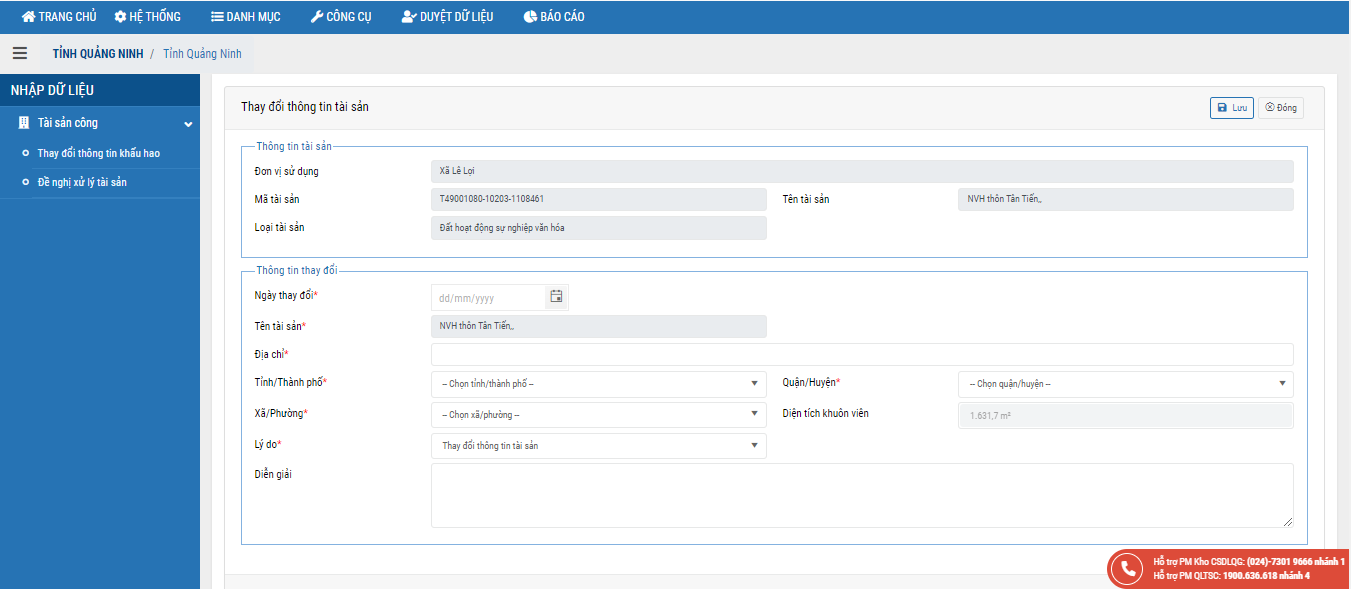 TRANG CHỦ HỆ THỐNG DANH MỤC CÔNG CỤ DUYỆT DỮ LIỆU BÁO CÁO
TỈNH QUẢNG NINH / Tỉnh Quảng Ninh
NHẬP DỮ LIỆU
Tài sản công
Thay đổi thông tin khấu hao
Đề nghị xử lý tài sản
Thay đổi thông tin tài sản
Lưu Đóng
Thông tin tài sản
Đơn vị sử dụng Xã Lê Lợi
Mã tài sản T49001080-10203-1108461 Tên tài sản NVH thôn Tân Tiến,,
Loại tài sản Đất hoạt động sự nghiệp văn hóa
Thông tin thay đổi
Ngày thay đổi* dd/mm/yyyy
Tên tài sản* NVH thôn Tân Tiến,,
Địa chỉ*
Tỉnh/Thành phố* -- Chọn tỉnh/thành phố -- Quận/Huyện* -- Chọn quận/huyện --
Xã/Phường* -- Chọn xã/phường -- Diện tích khuôn viên 1.631,7 m²
Lý do* Thay đổi thông tin tài sản
Diễn giải
Hỗ trợ PM Kho CSDLQG: (024)-7301 9666 nhánh 1
Hỗ trợ PM QLTSC: 1900.636.618 nhánh 4